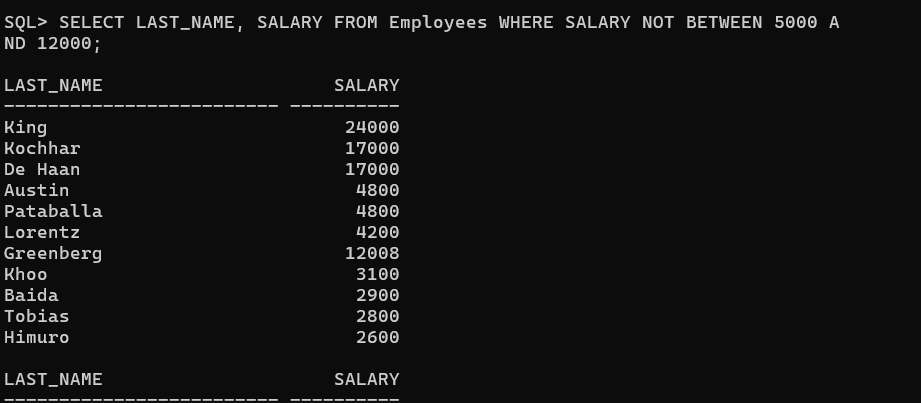 SQL> SELECT LAST_NAME, SALARY FROM Employees WHERE SALARY NOT BETWEEN 5000 A
ND 12000;

LAST_NAME                     SALARY
------------------------- ----------
King                           24000
Kochhar                        17000
De Haan                        17000
Austin                          4800
Pataballa                       4800
Lorentz                         4200
Greenberg                      12008
Khoo                            3100
Baida                           2900
Tobias                          2800
Himuro                          2600

LAST_NAME                     SALARY
------------------------- ----------